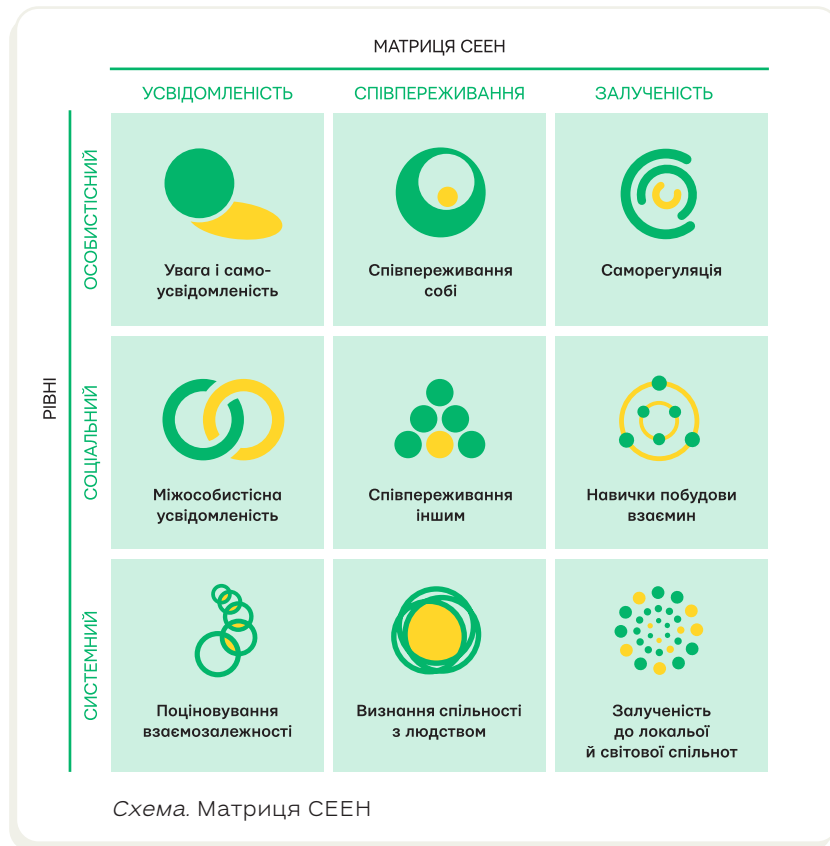 МАТРИЦЯ СЕЕН
УСВІДОМЛЕНІСТЬ
СПІВПЕРЕЖИВАННЯ
ЗАЛУЧЕНІСТЬ
РІВНІ
ОСОБИСТІСНИЙ
Увага і само-
усвідомленість
Співпереживання
собі
Саморегуляція
СОЦІАЛЬНИЙ
Міжособистісна
усвідомленість
Співпереживання
іншим
Навички побудови
взаємин
СИСТЕМНИЙ
Поціновування
взаємозалежності
Визнання спільності
з людством
Залученість
до локальої
й світової спільнот
Схема. Матриця СЕЕН